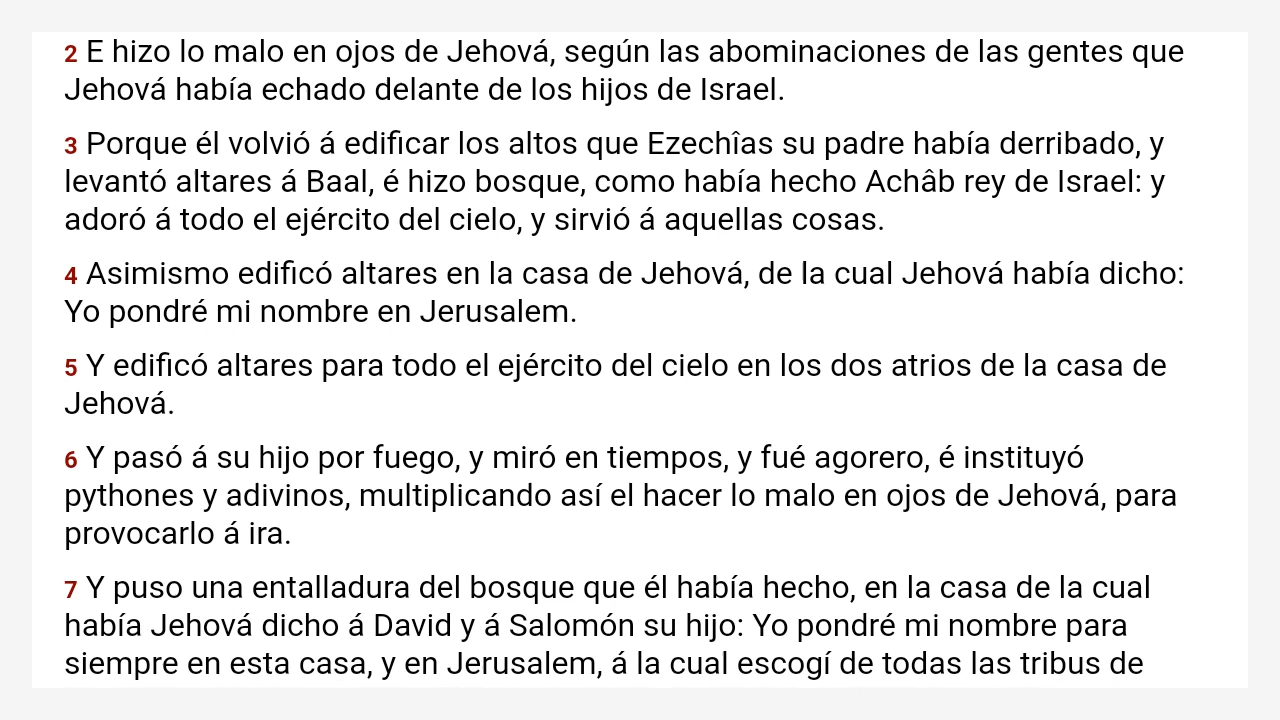 2 E hizo lo malo en ojos de Jehová, según las abominaciones de las gentes que
Jehová había echado delante de los hijos de Israel.
3 Porque él volvió á edificar los altos que Ezechîas su padre había derribado, y
levantó altares á Baal, é hizo bosque, como había hecho Achâb rey de Israel: y
adoró á todo el ejército del cielo, y sirvió á aquellas cosas.
4 Asimismo edificó altares en la casa de Jehová, de la cual Jehová había dicho:
Yo pondré mi nombre en Jerusalem.
5 Y edificó altares para todo el ejército del cielo en los dos atrios de la casa de
Jehová.
6 Y pasó á su hijo por fuego, y miró en tiempos, y fué agorero, é instituyó
pythones y adivinos, multiplicando así el hacer lo malo en ojos de Jehová, para
provocarlo á ira.
7 Y puso una entalladura del bosque que él había hecho, en la casa de la cual
había Jehová dicho á David y á Salomón su hijo: Yo pondré mi nombre para
siempre en esta casa, y en Jerusalem, á la cual escogí de todas las tribus de